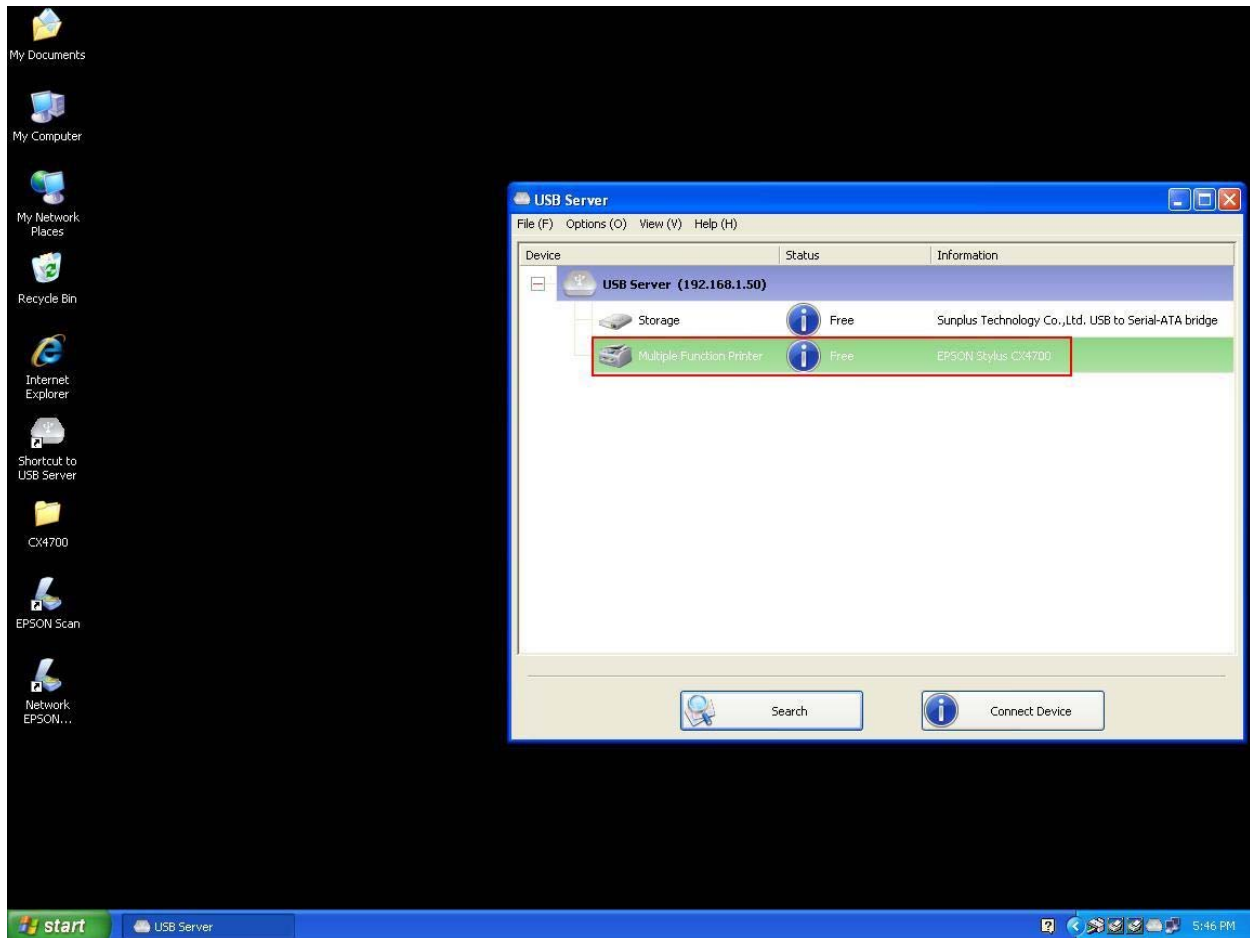 My Documents
My Computer
My Network
Places
Recycle Bin
Internet
Explorer
Shortcut to
USB Server
CX4700
EPSON Scan
Network
EPSON...
USB Server
File (F) Options (O) View (V) Help (H)
Device Status Information
USB Server (192.168.1.50)
Storage Free Sunplus Technology Co.,Ltd. USB to Serial-ATA bridge
Multiple Function Printer Free EPSON Stylus CX4700
Search Connect Device
start USB Server 5:46 PM